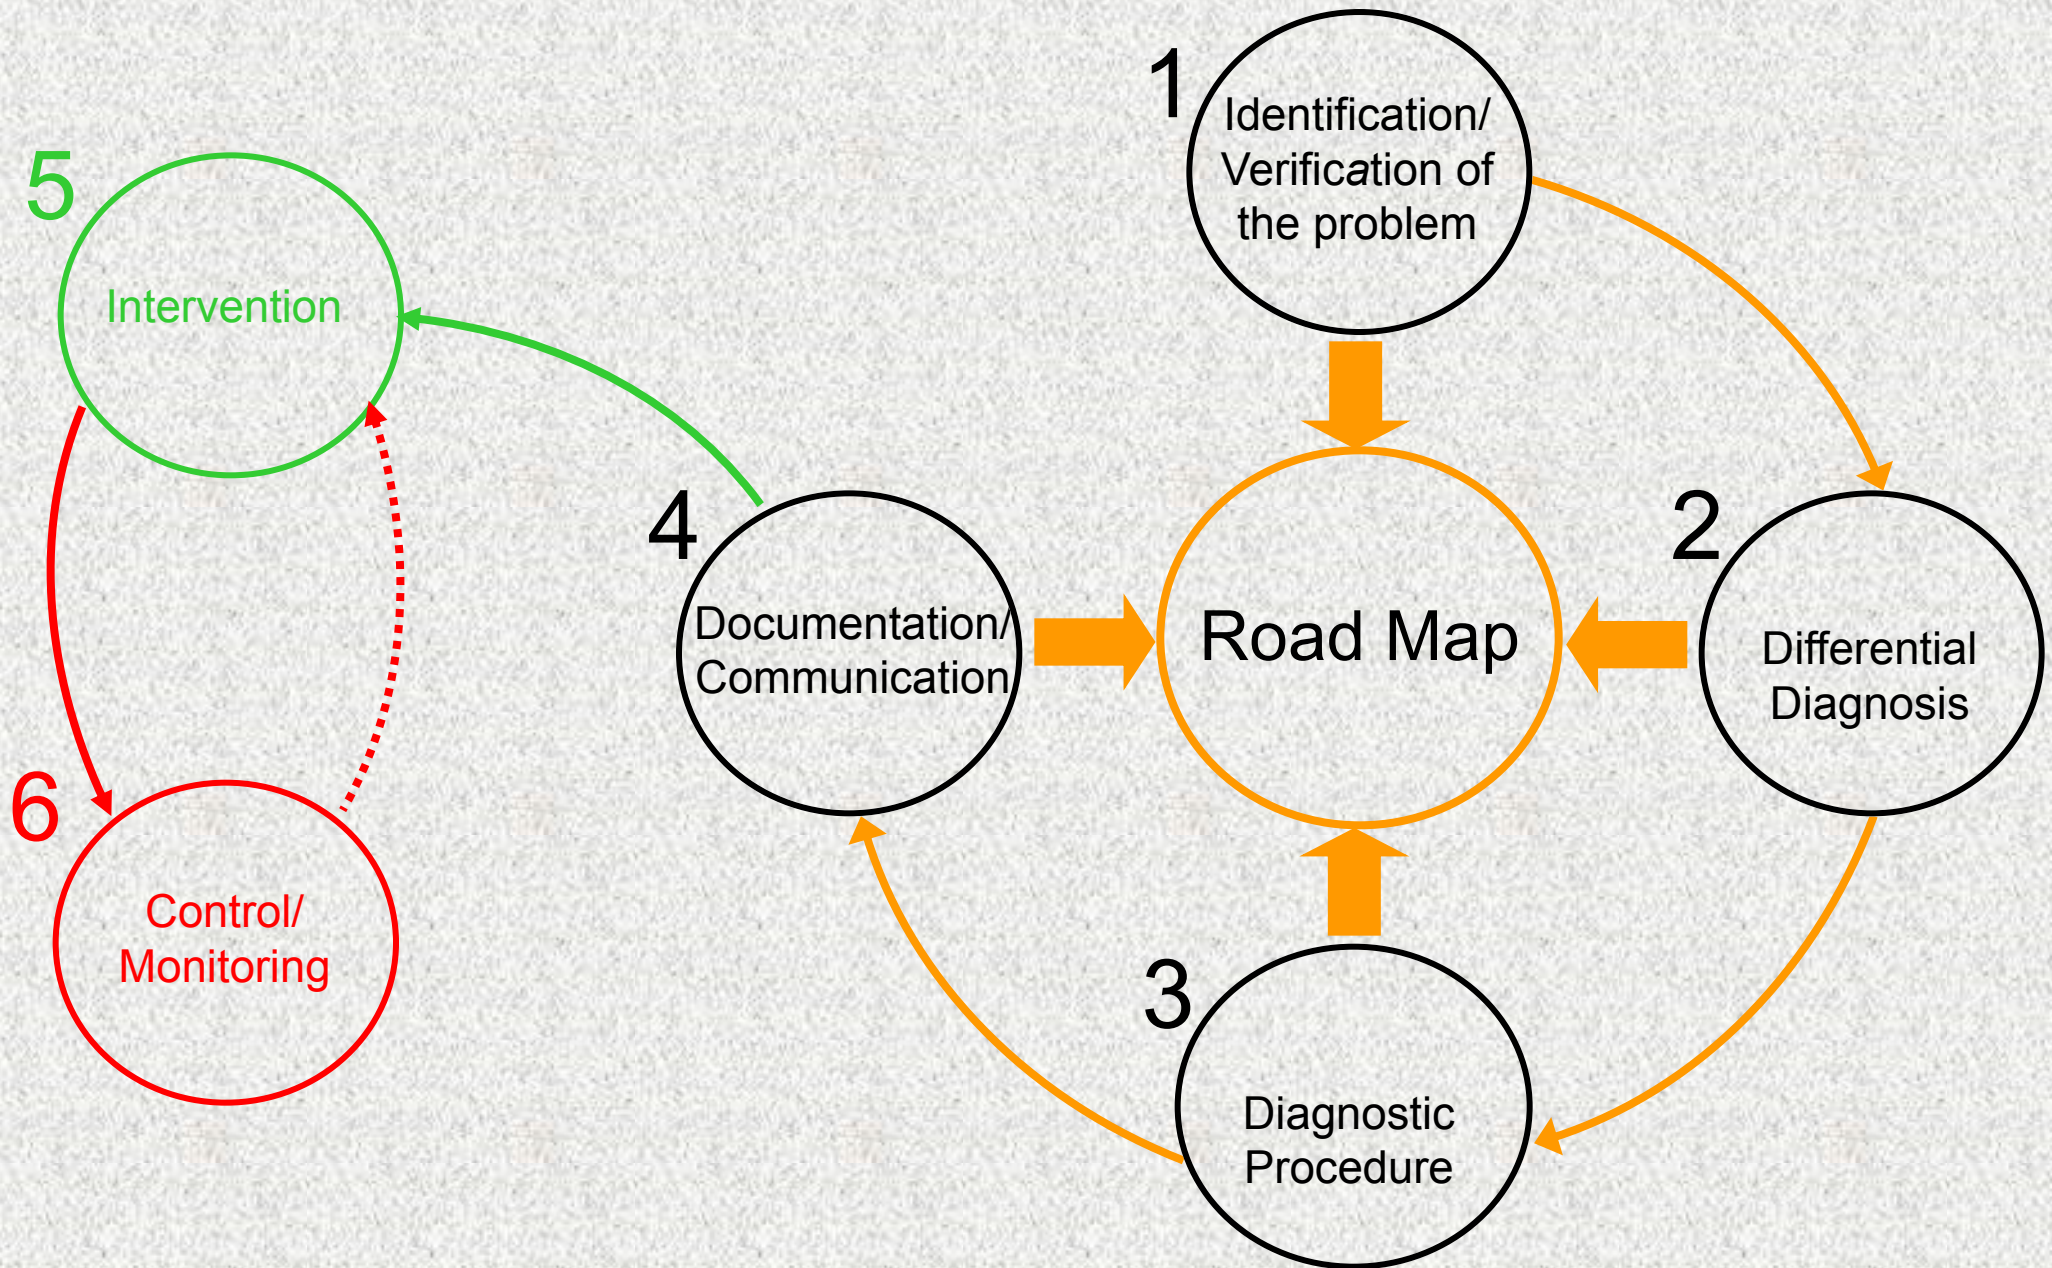 1
Identification/
Verification of
the problem
2
Differential
Diagnosis
3
Diagnostic
Procedure
4
Documentation/
Communication
Road Map
5
Intervention
6
Control/
Monitoring